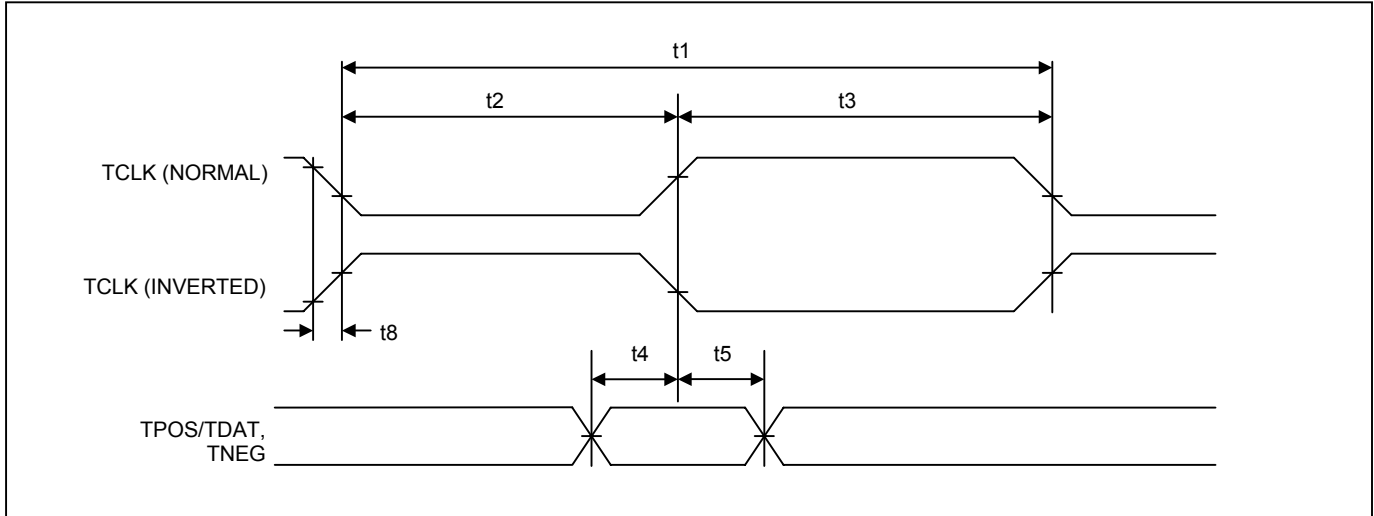 t1
t2
t3
TCLK (NORMAL)
TCLK (INVERTED)
t8
t4
t5
TPOS/TDAT,
TNEG